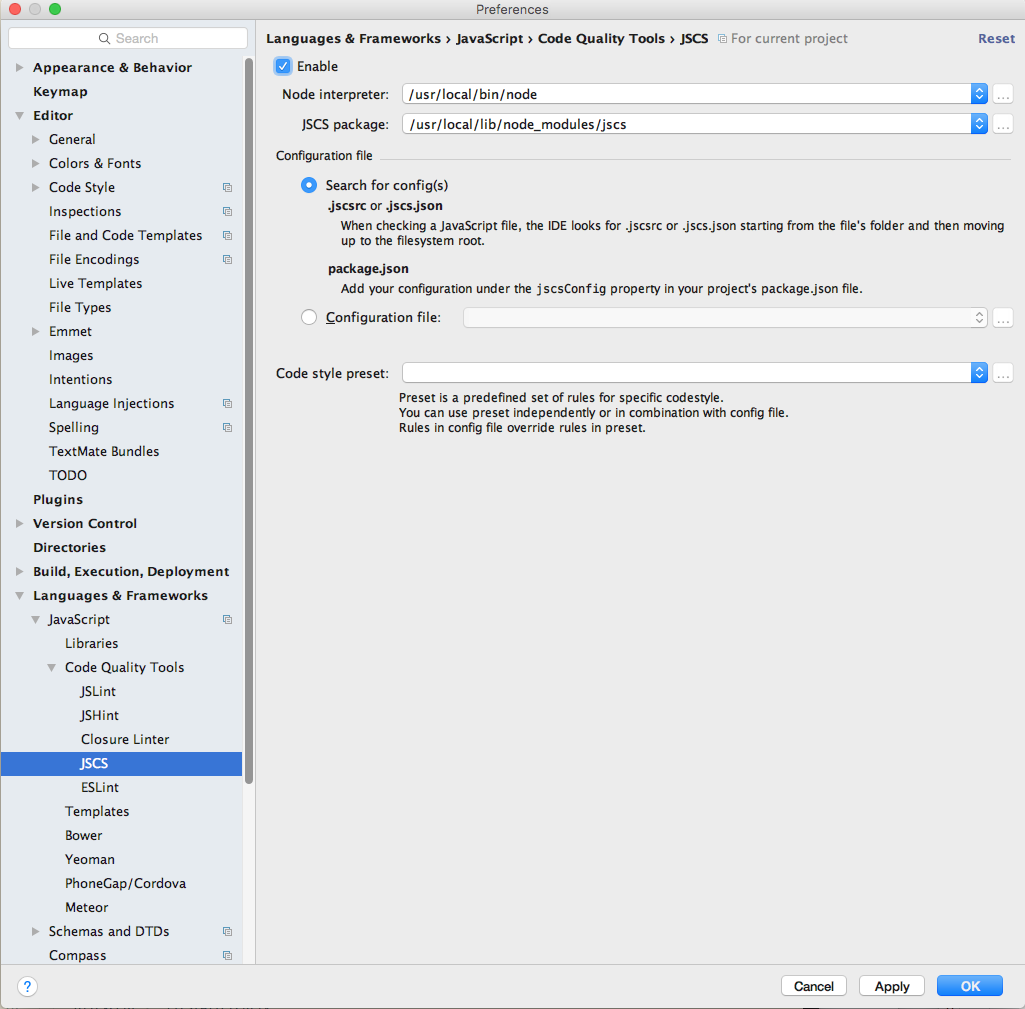 Preferences
Search
Appearance & Behavior
Keymap
Editor
General
Colors & Fonts
Code Style
Inspections
File and Code Templates
File Encodings
Live Templates
File Types
Emmet
Images
Intentions
Language Injections
Spelling
TextMate Bundles
TODO
Plugins
Version Control
Directories
Build, Execution, Deployment
Languages & Frameworks
JavaScript
Libraries
Code Quality Tools
JSLint
JSHint
Closure Linter
JSCS
ESLint
Templates
Bower
Yeoman
PhoneGap/Cordova
Meteor
Schemas and DTDs
Compass
Languages & Frameworks › JavaScript › Code Quality Tools › JSCS For current project Reset
Enable
Node interpreter: /usr/local/bin/node ...
JSCS package: /usr/local/lib/node_modules/jscs ...
Configuration file
Search for config(s)
.jscsrc or .jscs.json
When checking a JavaScript file, the IDE looks for .jscsrc or .jscs.json starting from the file's folder and then moving
up to the filesystem root.
package.json
Add your configuration under the jscsConfig property in your project's package.json file.
Configuration file: ...
Code style preset: ...
Preset is a predefined set of rules for specific codestyle.
You can use preset independently or in combination with config file.
Rules in config file override rules in preset.
? Cancel Apply OK